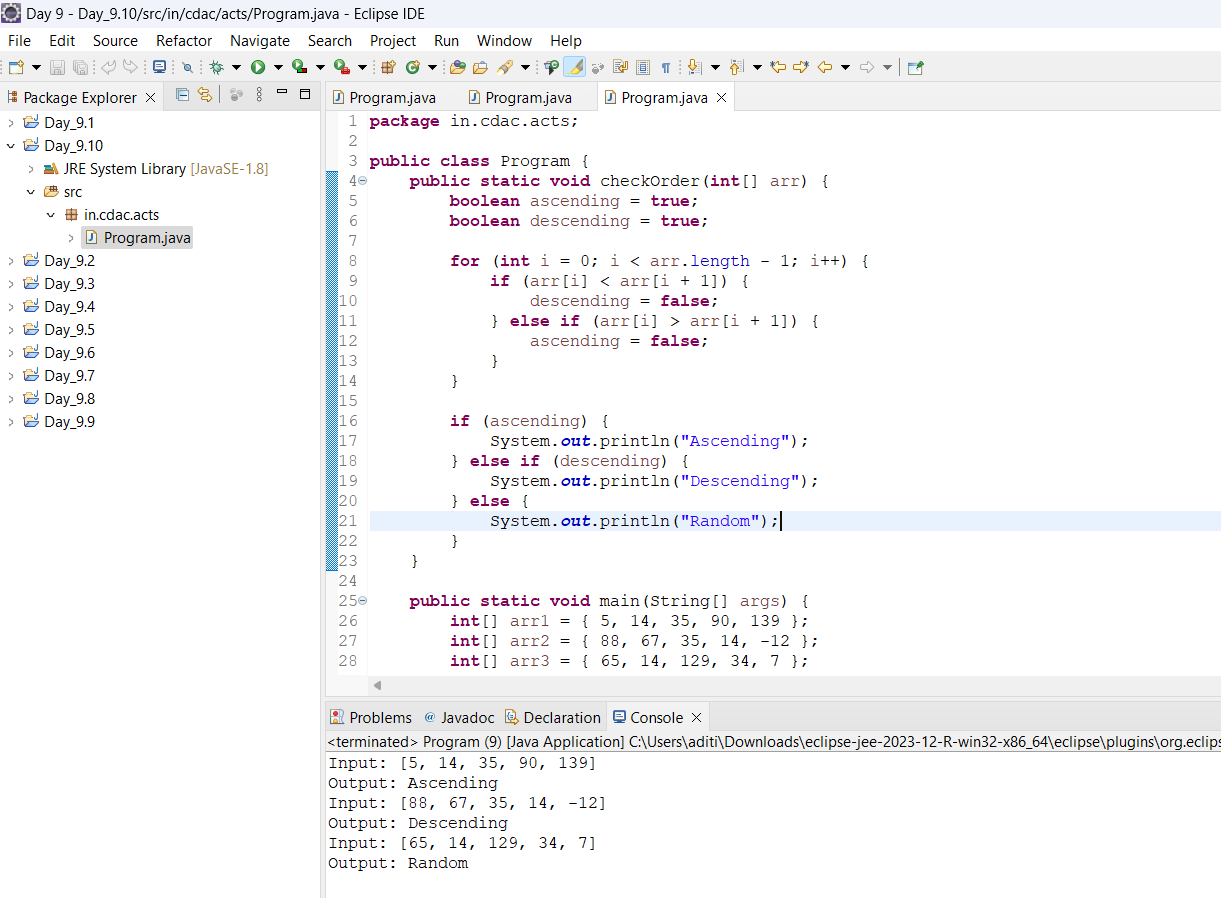 Day 9 - Day_9.10/src/in/cdac/acts/Program.java - Eclipse IDE
File Edit Source Refactor Navigate Search Project Run Window Help
Package Explorer
Day_9.1
Day_9.10
JRE System Library [JavaSE-1.8]
src
in.cdac.acts
Program.java
Day_9.2
Day_9.3
Day_9.4
Day_9.5
Day_9.6
Day_9.7
Day_9.8
Day_9.9
Program.java Program.java Program.java
1 package in.cdac.acts;
2
3 public class Program {
4     public static void checkOrder(int[] arr) {
5         boolean ascending = true;
6         boolean descending = true;
7
8         for (int i = 0; i < arr.length - 1; i++) {
9             if (arr[i] < arr[i + 1]) {
10                 descending = false;
11             } else if (arr[i] > arr[i + 1]) {
12                 ascending = false;
13             }
14         }
15
16         if (ascending) {
17             System.out.println("Ascending");
18         } else if (descending) {
19             System.out.println("Descending");
20         } else {
21             System.out.println("Random");
22         }
23     }
24
25     public static void main(String[] args) {
26         int[] arr1 = { 5, 14, 35, 90, 139 };
27         int[] arr2 = { 88, 67, 35, 14, -12 };
28         int[] arr3 = { 65, 14, 129, 34, 7 };
Problems @ Javadoc Declaration Console
<terminated> Program (9) [Java Application] C:\Users\aditi\Downloads\eclipse-jee-2023-12-R-win32-x86_64\eclipse\plugins\org.eclips
Input: [5, 14, 35, 90, 139]
Output: Ascending
Input: [88, 67, 35, 14, -12]
Output: Descending
Input: [65, 14, 129, 34, 7]
Output: Random